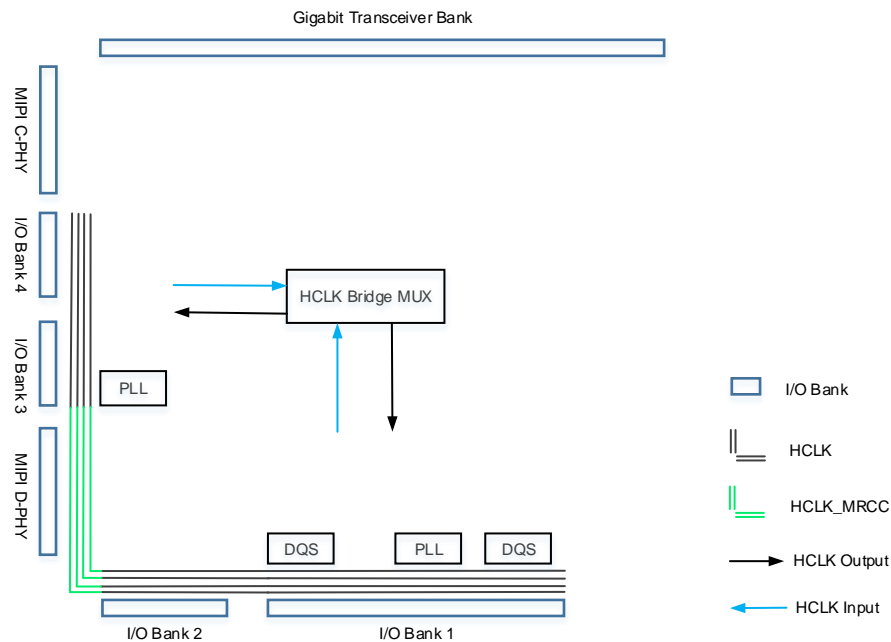 Gigabit Transceiver Bank
MIPI C-PHY
I/O Bank 4
HCLK Bridge MUX
I/O Bank 3
PLL
I/O Bank
MIPI D-PHY
HCLK
HCLK_MRCC
DQS
PLL
DQS
HCLK Output
HCLK Input
I/O Bank 2
I/O Bank 1